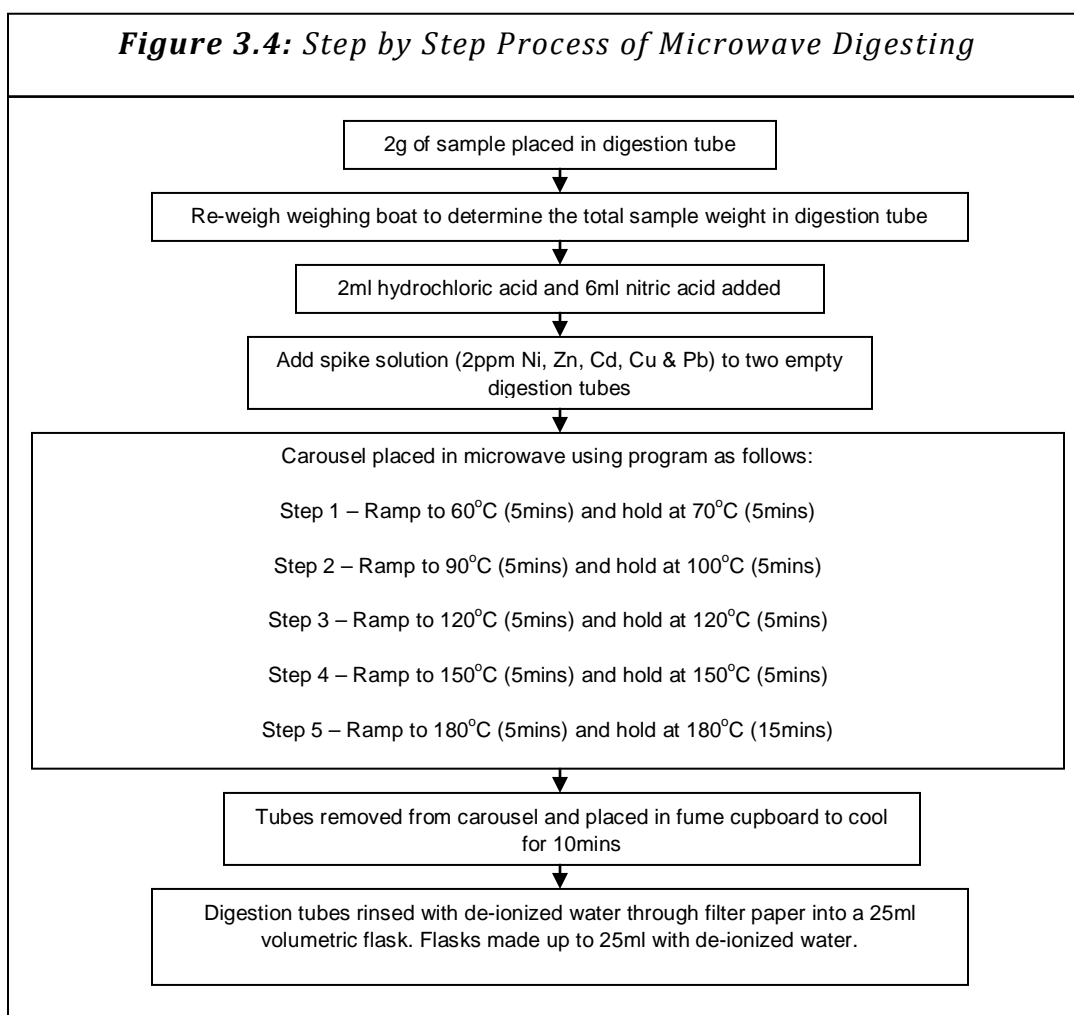 Figure 3.4: Step by Step Process of Microwave Digesting
2g of sample placed in digestion tube
Re-weigh weighing boat to determine the total sample weight in digestion tube
2ml hydrochloric acid and 6ml nitric acid added
Add spike solution (2ppm Ni, Zn, Cd, Cu & Pb) to two empty
digestion tubes
Carousel placed in microwave using program as follows:
Step 1 – Ramp to 60°C (5mins) and hold at 70°C (5mins)
Step 2 – Ramp to 90°C (5mins) and hold at 100°C (5mins)
Step 3 – Ramp to 120°C (5mins) and hold at 120°C (5mins)
Step 4 – Ramp to 150°C (5mins) and hold at 150°C (5mins)
Step 5 – Ramp to 180°C (5mins) and hold at 180°C (15mins)
Tubes removed from carousel and placed in fume cupboard to cool
for 10mins
Digestion tubes rinsed with de-ionized water through filter paper into a 25ml
volumetric flask. Flasks made up to 25ml with de-ionized water.